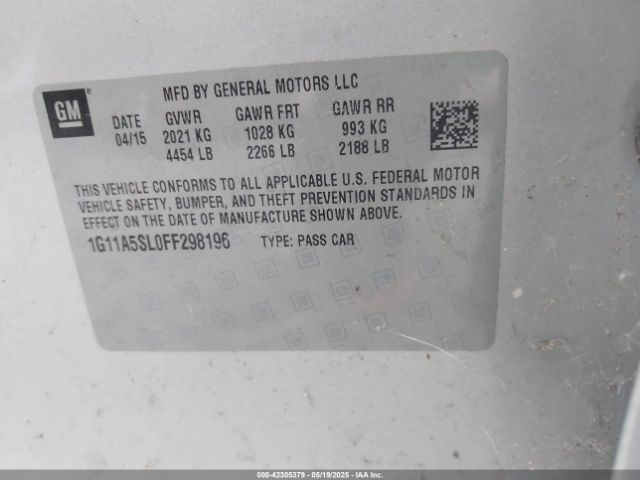 MFD BY GENERAL MOTORS LLC
GM
DATE GVWR GAWR FRT GAWR RR
04/15 2021 KG 1028 KG 993 KG
4454 LB 2266 LB 2188 LB
THIS VEHICLE CONFORMS TO ALL APPLICABLE U.S. FEDERAL MOTOR
VEHICLE SAFETY, BUMPER, AND THEFT PREVENTION STANDARDS IN
EFFECT ON THE DATE OF MANUFACTURE SHOWN ABOVE.
1G11A5SL0FF298196 TYPE: PASS CAR
000-42305379 - 05/19/2025 - IAAI.COM